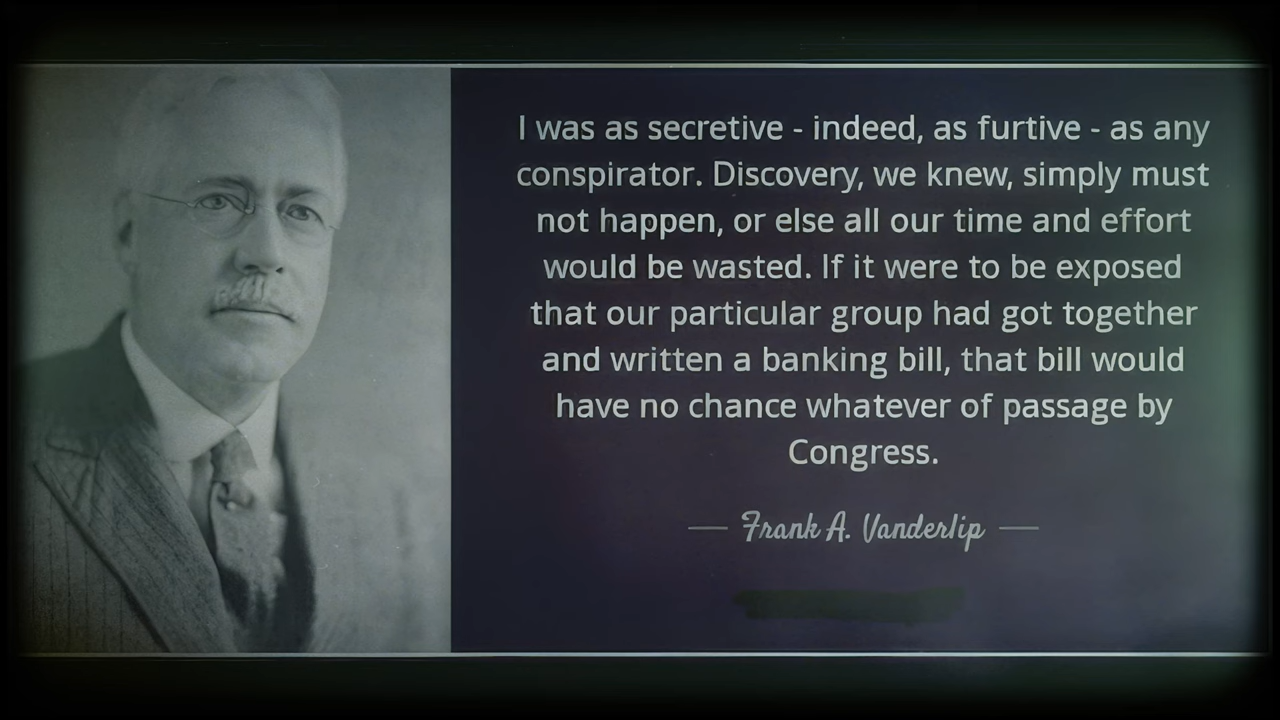 I was as secretive - indeed, as furtive - as any
conspirator. Discovery, we knew, simply must
not happen, or else all our time and effort
would be wasted. If it were to be exposed
that our particular group had got together
and written a banking bill, that bill would
have no chance whatever of passage by
Congress.
Frank A. Vanderlip